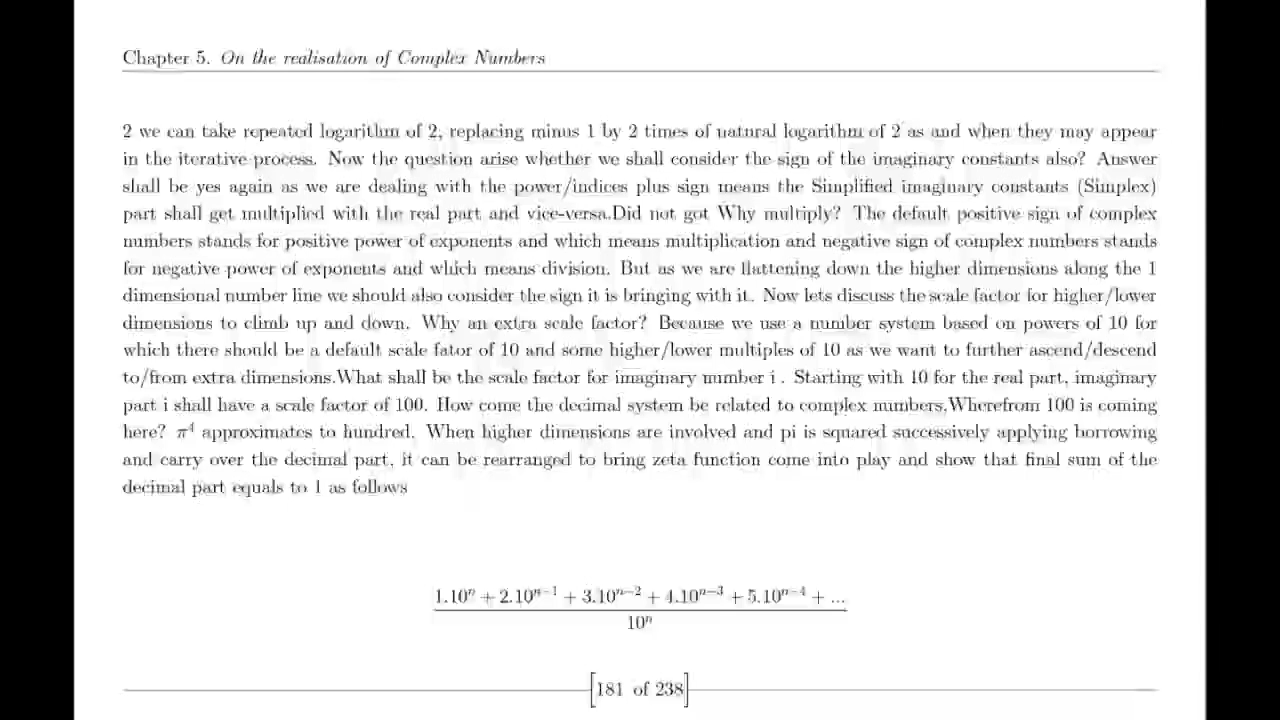 Chapter 5. On the realisation of Complex Numbers
2 we can take repeated logarithm of 2, replacing minus 1 by 2 times of natural logarithm of 2 as and when they may appear
in the iterative process. Now the question arise whether we shall consider the sign of the imaginary constants also? Answer
shall be yes again as we are dealing with the power/indices plus sign means the Simplified imaginary constants (Simplex)
part shall get multiplied with the real part and vice-versa.Did not got Why multiply? The default positive sign of complex
numbers stands for positive power of exponents and which means multiplication and negative sign of complex numbers stands
for negative power of exponents and which means division. But as we are flattening down the higher dimensions along the 1
dimensional number line we should also consider the sign it is bringing with it. Now lets discuss the scale factor for higher/lower
dimensions to climb up and down. Why an extra scale factor? Because we use a number system based on powers of 10 for
which there should be a default scale fator of 10 and some higher/lower multiples of 10 as we want to further ascend/descend
to/from extra dimensions.What shall be the scale factor for imaginary number i . Starting with 10 for the real part, imaginary
part i shall have a scale factor of 100. How come the decimal system be related to complex numbers.Wherefrom 100 is coming
here? π⁴ approximates to hundred. When higher dimensions are involved and pi is squared successively applying borrowing
and carry over the decimal part, it can be rearranged to bring zeta function come into play and show that final sum of the
decimal part equals to 1 as follows
1.10ⁿ + 2.10ⁿ⁻¹ + 3.10ⁿ⁻² + 4.10ⁿ⁻³ + 5.10ⁿ⁻⁴ + ...
10ⁿ
[181 of 238]